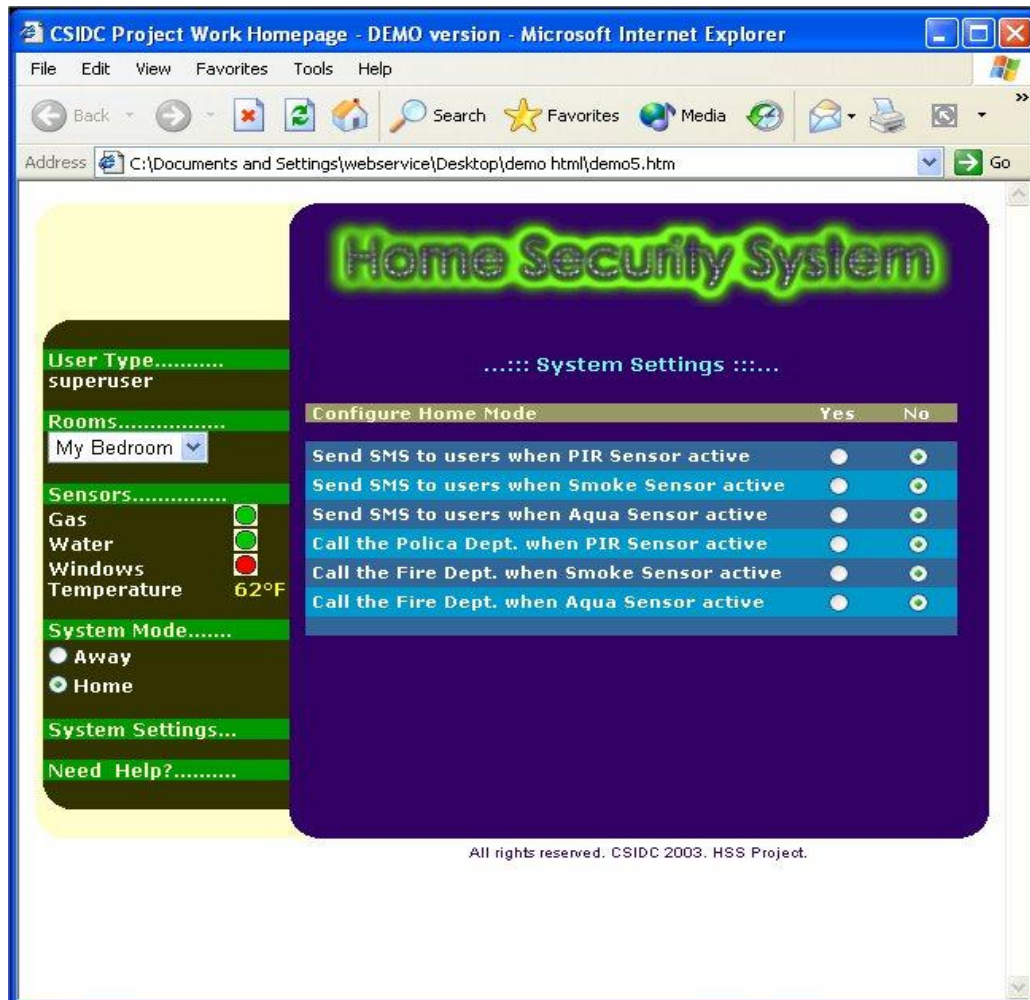 CSIDC Project Work Homepage - DEMO version - Microsoft Internet Explorer
File Edit View Favorites Tools Help
Back Search Favorites Media
Address C:\Documents and Settings\webservice\Desktop\demo html\demo5.htm Go
Home Security System
User Type..........
superuser
Rooms.................
My Bedroom
Sensors...............
Gas
Water
Windows
Temperature 62°F
System Mode.......
Away
Home
System Settings...
Need Help?..........
...::: System Settings :::...
Configure Home Mode Yes No
Send SMS to users when PIR Sensor active
Send SMS to users when Smoke Sensor active
Send SMS to users when Aqua Sensor active
Call the Polica Dept. when PIR Sensor active
Call the Fire Dept. when Smoke Sensor active
Call the Fire Dept. when Aqua Sensor active
All rights reserved. CSIDC 2003. HSS Project.